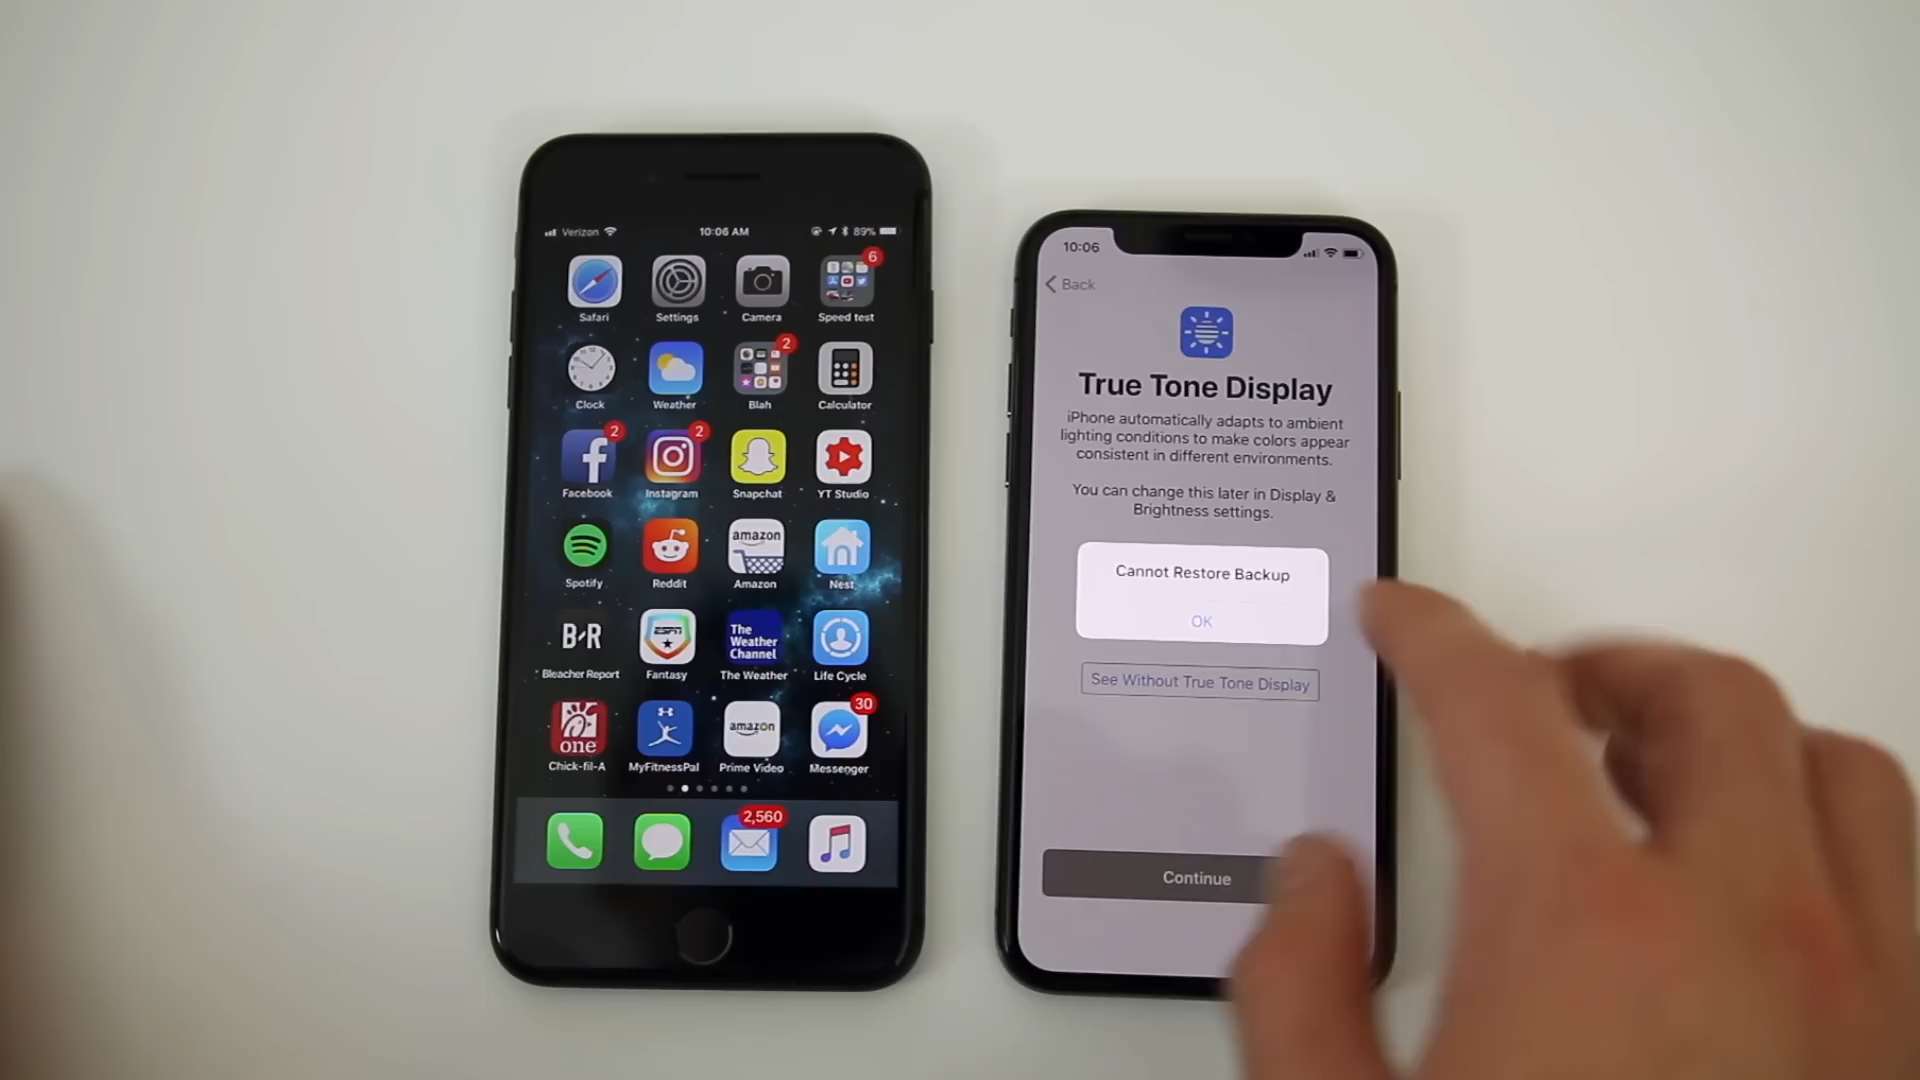 Verizon
10:06 AM
89%
6
Safari
Settings
Camera
Speed test
2
Clock
Weather
Blah
Calculator
2
2
Facebook
Instagram
Snapchat
YT Studio
amazon
Spotify
Reddit
Amazon
Nest
B/R
ESPN
The
Weather
Channel
Bleacher Report
Fantasy
The Weather
Life Cycle
30
one
amazon
Chick-fil-A
MyFitnessPal
Prime Video
Messenger
2,560
10:06
Back
True Tone Display
iPhone automatically adapts to ambient
lighting conditions to make colors appear
consistent in different environments.
You can change this later in Display &
Brightness settings.
Cannot Restore Backup
OK
See Without True Tone Display
Continue